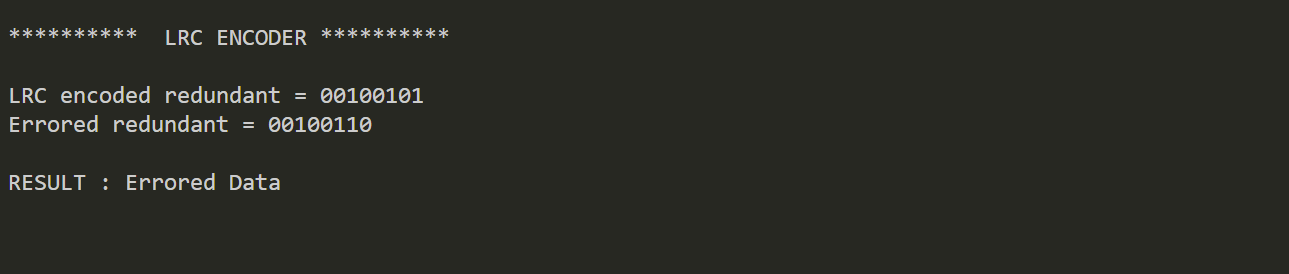 **********  LRC ENCODER **********
LRC encoded redundant = 00100101
Errored redundant = 00100110
RESULT : Errored Data